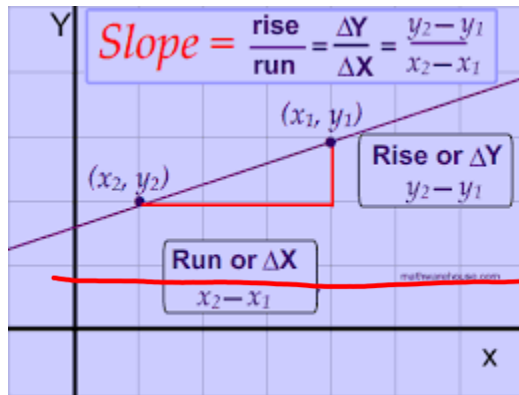 Y
Slope = rise/run = ΔY/ΔX = y₂ − y₁/x₂ − x₁
(x₁, y₁)
(x₂, y₂)
Rise or ΔY
y₂ − y₁
Run or ΔX
x₂ − x₁
mathwarehouse.com
X